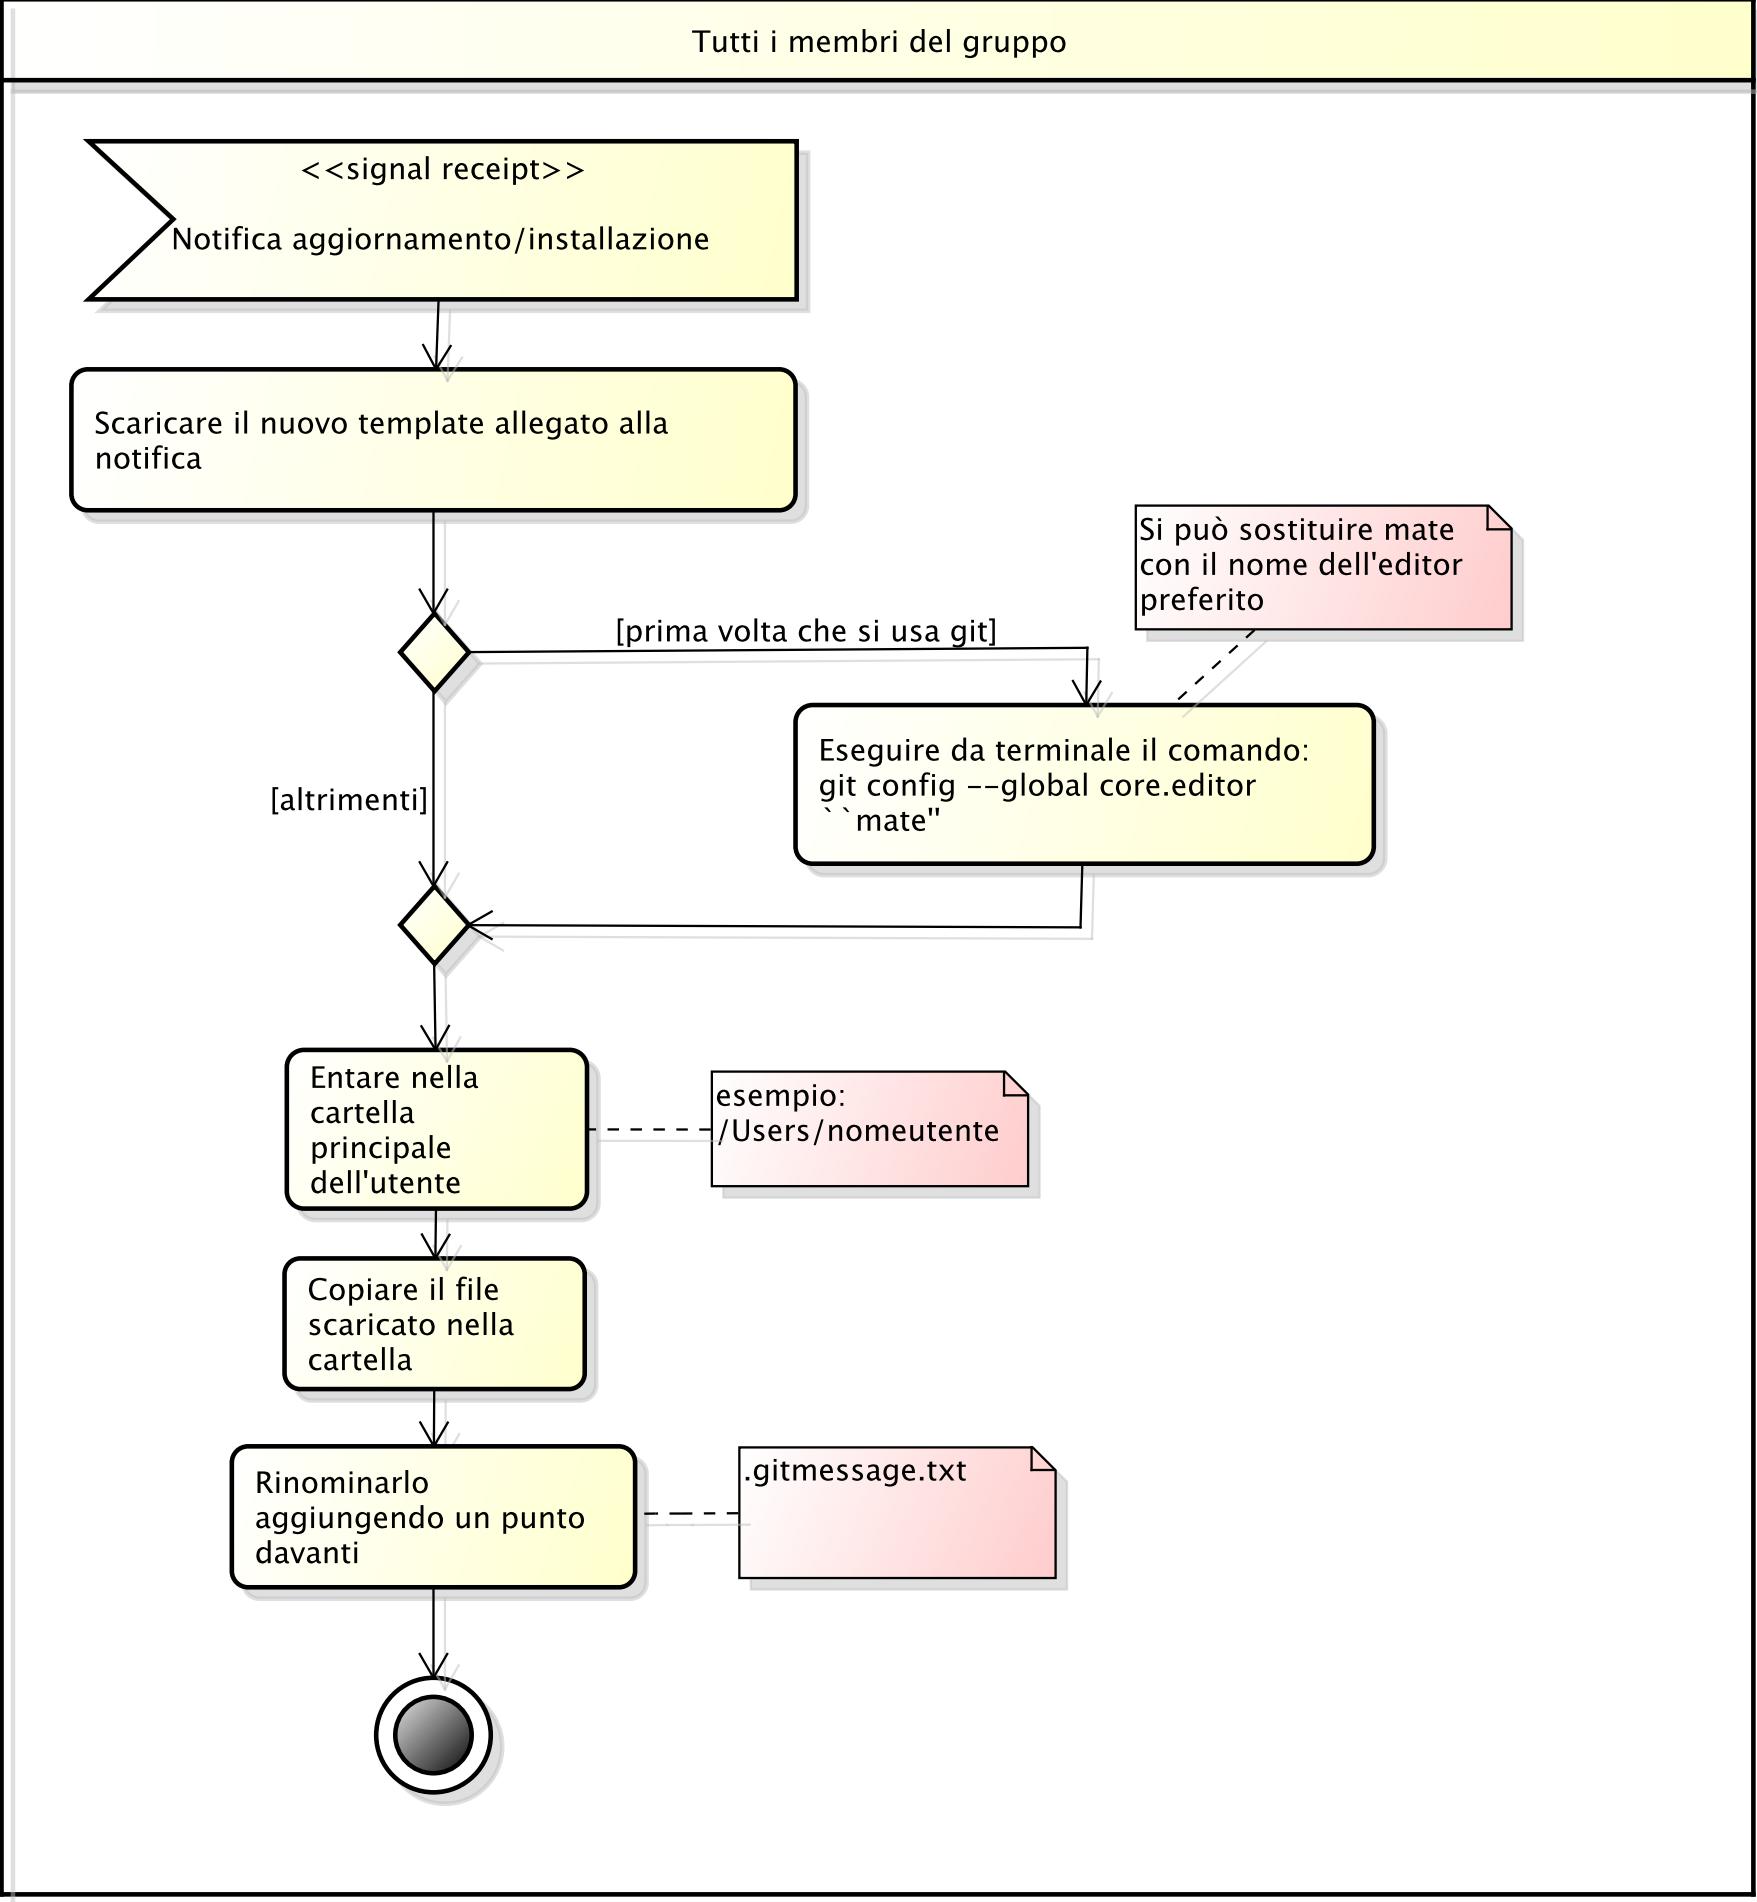 Tutti i membri del gruppo
<<signal receipt>>
Notifica aggiornamento/installazione
Scaricare il nuovo template allegato alla
notifica
Si può sostituire mate
con il nome dell'editor
preferito
[prima volta che si usa git]
Eseguire da terminale il comando:
git config --global core.editor
``mate"
[altrimenti]
Entare nella
cartella
principale
dell'utente
esempio:
/Users/nomeutente
Copiare il file
scaricato nella
cartella
Rinominarlo
aggiungendo un punto
davanti
.gitmessage.txt